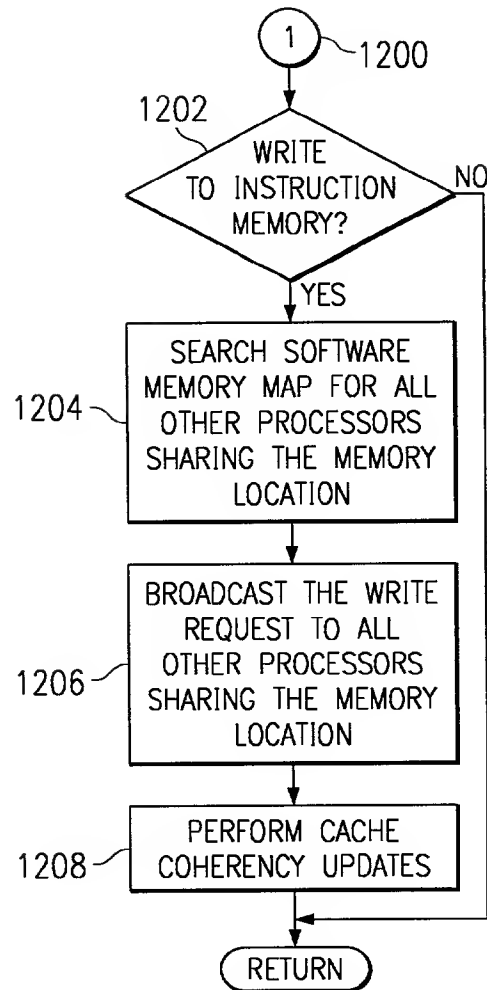 1
1200
1202
WRITE
TO INSTRUCTION
MEMORY?
NO
YES
1204
SEARCH SOFTWARE
MEMORY MAP FOR ALL
OTHER PROCESSORS
SHARING THE MEMORY
LOCATION
1206
BROADCAST THE WRITE
REQUEST TO ALL
OTHER PROCESSORS
SHARING THE MEMORY
LOCATION
1208
PERFORM CACHE
COHERENCY UPDATES
RETURN